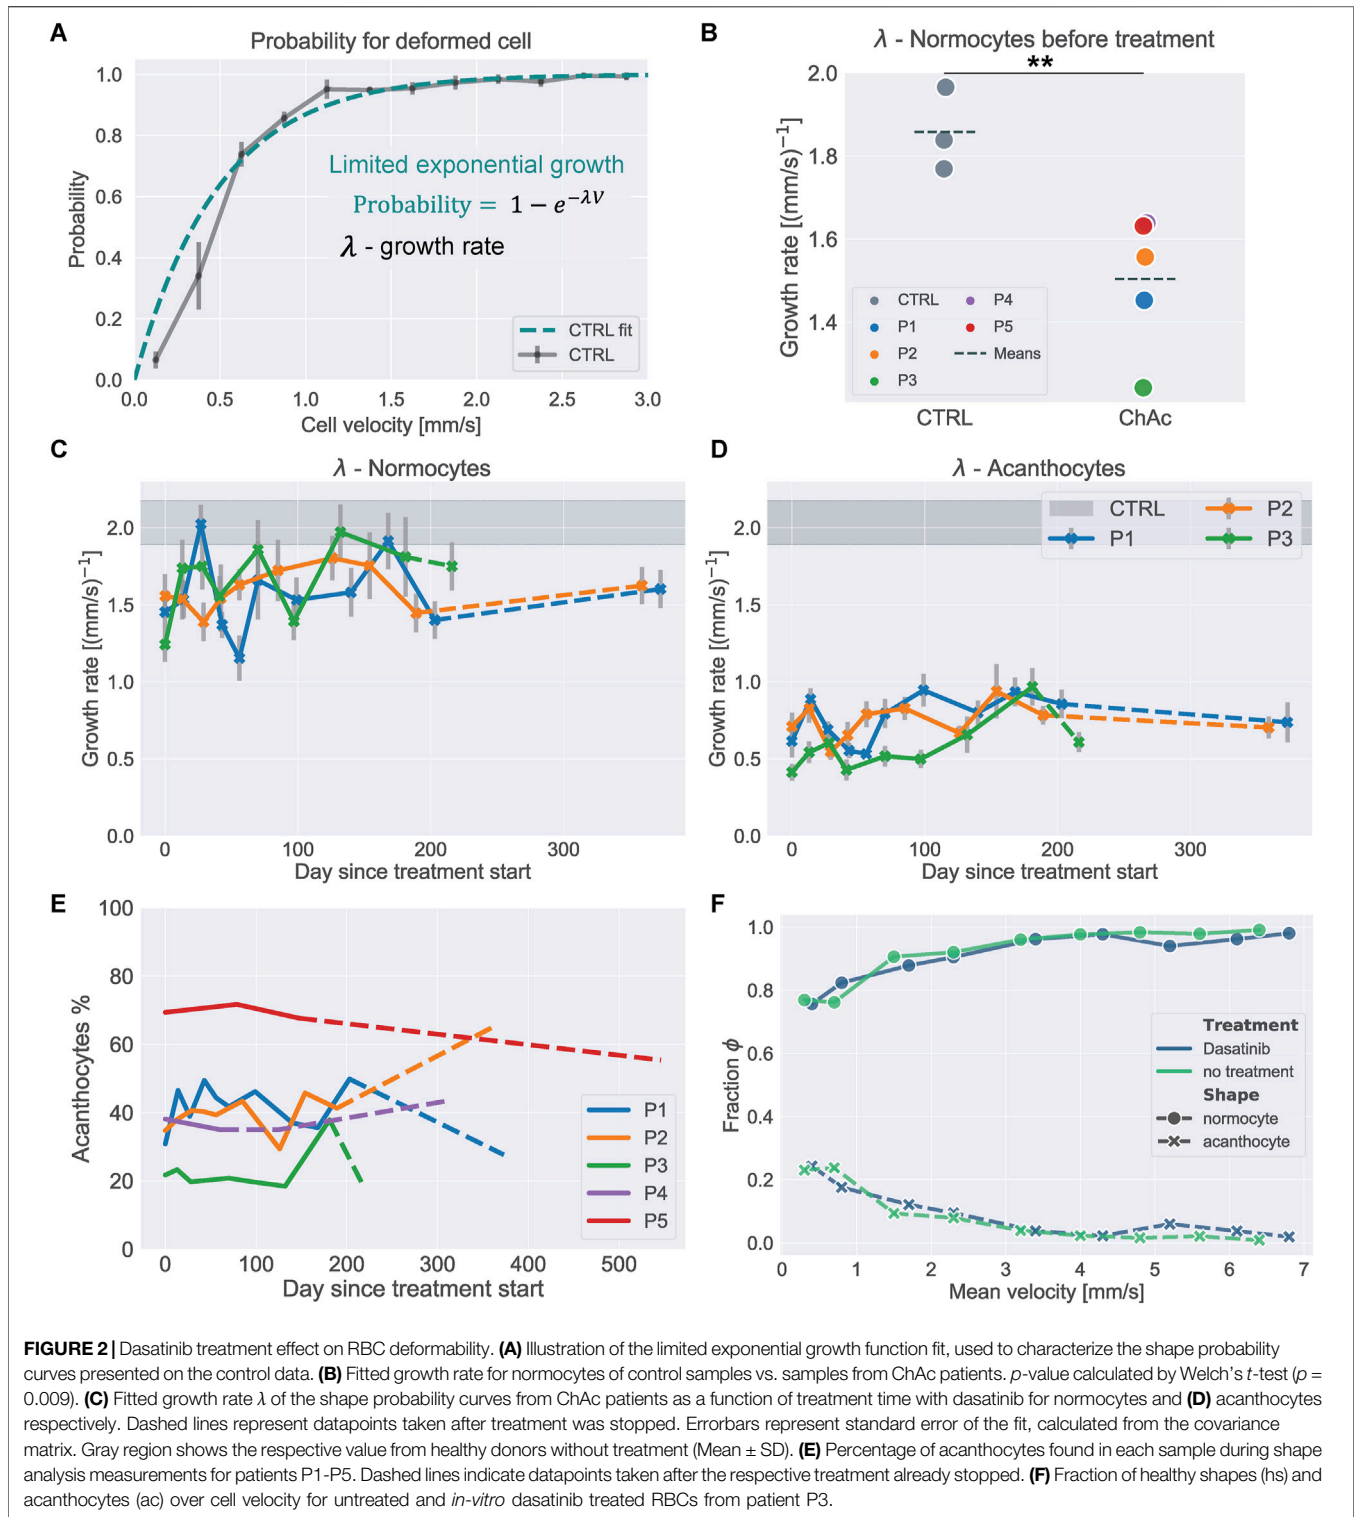 A
Probability for deformed cell
1.0
0.8
0.6
0.4
0.2
0.0
Probability
Limited exponential growth
Probability = 1 − e^{−λV}
λ - growth rate
CTRL fit
CTRL
0.0 0.5 1.0 1.5 2.0 2.5 3.0
Cell velocity [mm/s]
B
λ - Normocytes before treatment
**
2.0
1.8
1.6
1.4
Growth rate [(mm/s)⁻¹]
CTRL
P1
P2
P3
P4
P5
Means
CTRL ChAc
C
λ - Normocytes
2.0
1.5
1.0
0.5
0.0
Growth rate [(mm/s)⁻¹]
0 100 200 300
Day since treatment start
D
λ - Acanthocytes
CTRL
P1
P2
P3
2.0
1.5
1.0
0.5
0.0
Growth rate [(mm/s)⁻¹]
0 100 200 300
Day since treatment start
E
100
80
60
40
20
0
Acanthocytes %
P1
P2
P3
P4
P5
0 100 200 300 400 500
Day since treatment start
F
1.0
0.8
0.6
0.4
0.2
0.0
Fraction ϕ
Treatment
Dasatinib
no treatment
Shape
normocyte
acanthocyte
0 1 2 3 4 5 6 7
Mean velocity [mm/s]
FIGURE 2 | Dasatinib treatment effect on RBC deformability. (A) Illustration of the limited exponential growth function fit, used to characterize the shape probability
curves presented on the control data. (B) Fitted growth rate for normocytes of control samples vs. samples from ChAc patients. p-value calculated by Welch's t-test (p =
0.009). (C) Fitted growth rate λ of the shape probability curves from ChAc patients as a function of treatment time with dasatinib for normocytes and (D) acanthocytes
respectively. Dashed lines represent datapoints taken after treatment was stopped. Errorbars represent standard error of the fit, calculated from the covariance
matrix. Gray region shows the respective value from healthy donors without treatment (Mean ± SD). (E) Percentage of acanthocytes found in each sample during shape
analysis measurements for patients P1-P5. Dashed lines indicate datapoints taken after the respective treatment already stopped. (F) Fraction of healthy shapes (hs) and
acanthocytes (ac) over cell velocity for untreated and in-vitro dasatinib treated RBCs from patient P3.